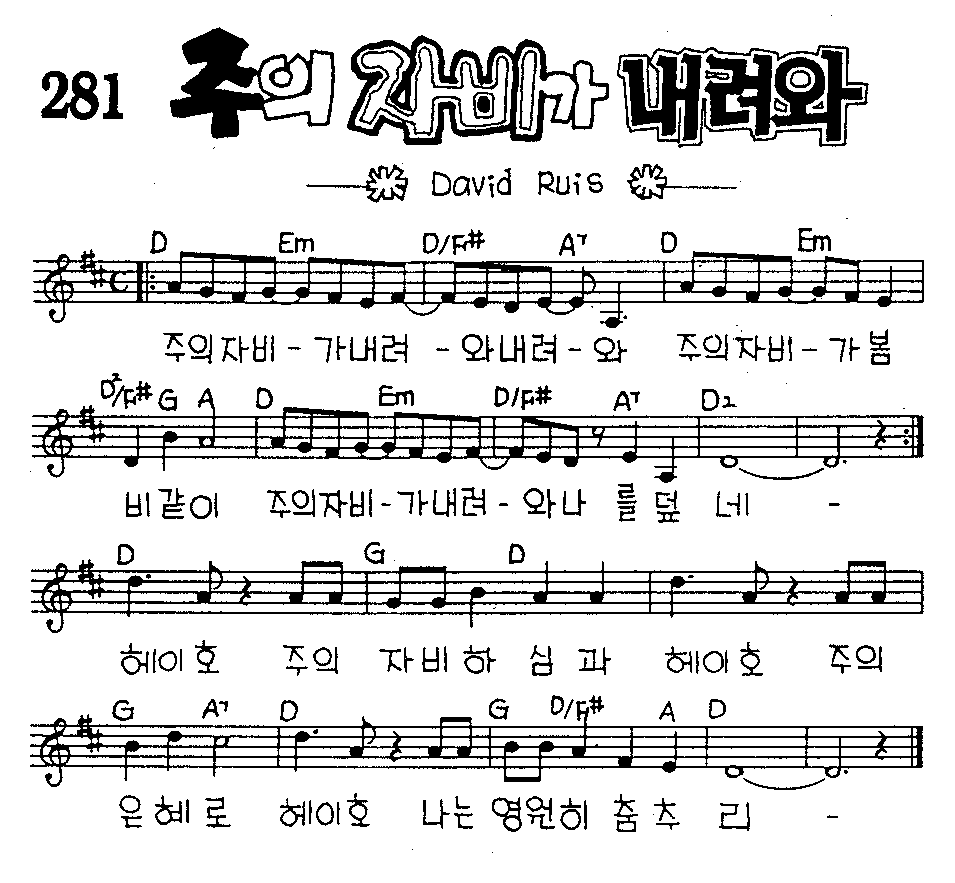 281 주의 자비가 내려와
David Ruis
D Em D/F# A7 D Em
주의자비 - 가내려 - 와내려 - 와 주의자비 - 가봄
D2/F# G A D Em D/F# A7 D2
비같이 주의자비 - 가내려 - 와나 를덮 네 -
D G D
헤이호 주의 자비하 심과 헤이호 주의
G A7 D G D/F# A D
은혜로 헤이호 나는 영원히 춤추 리 -